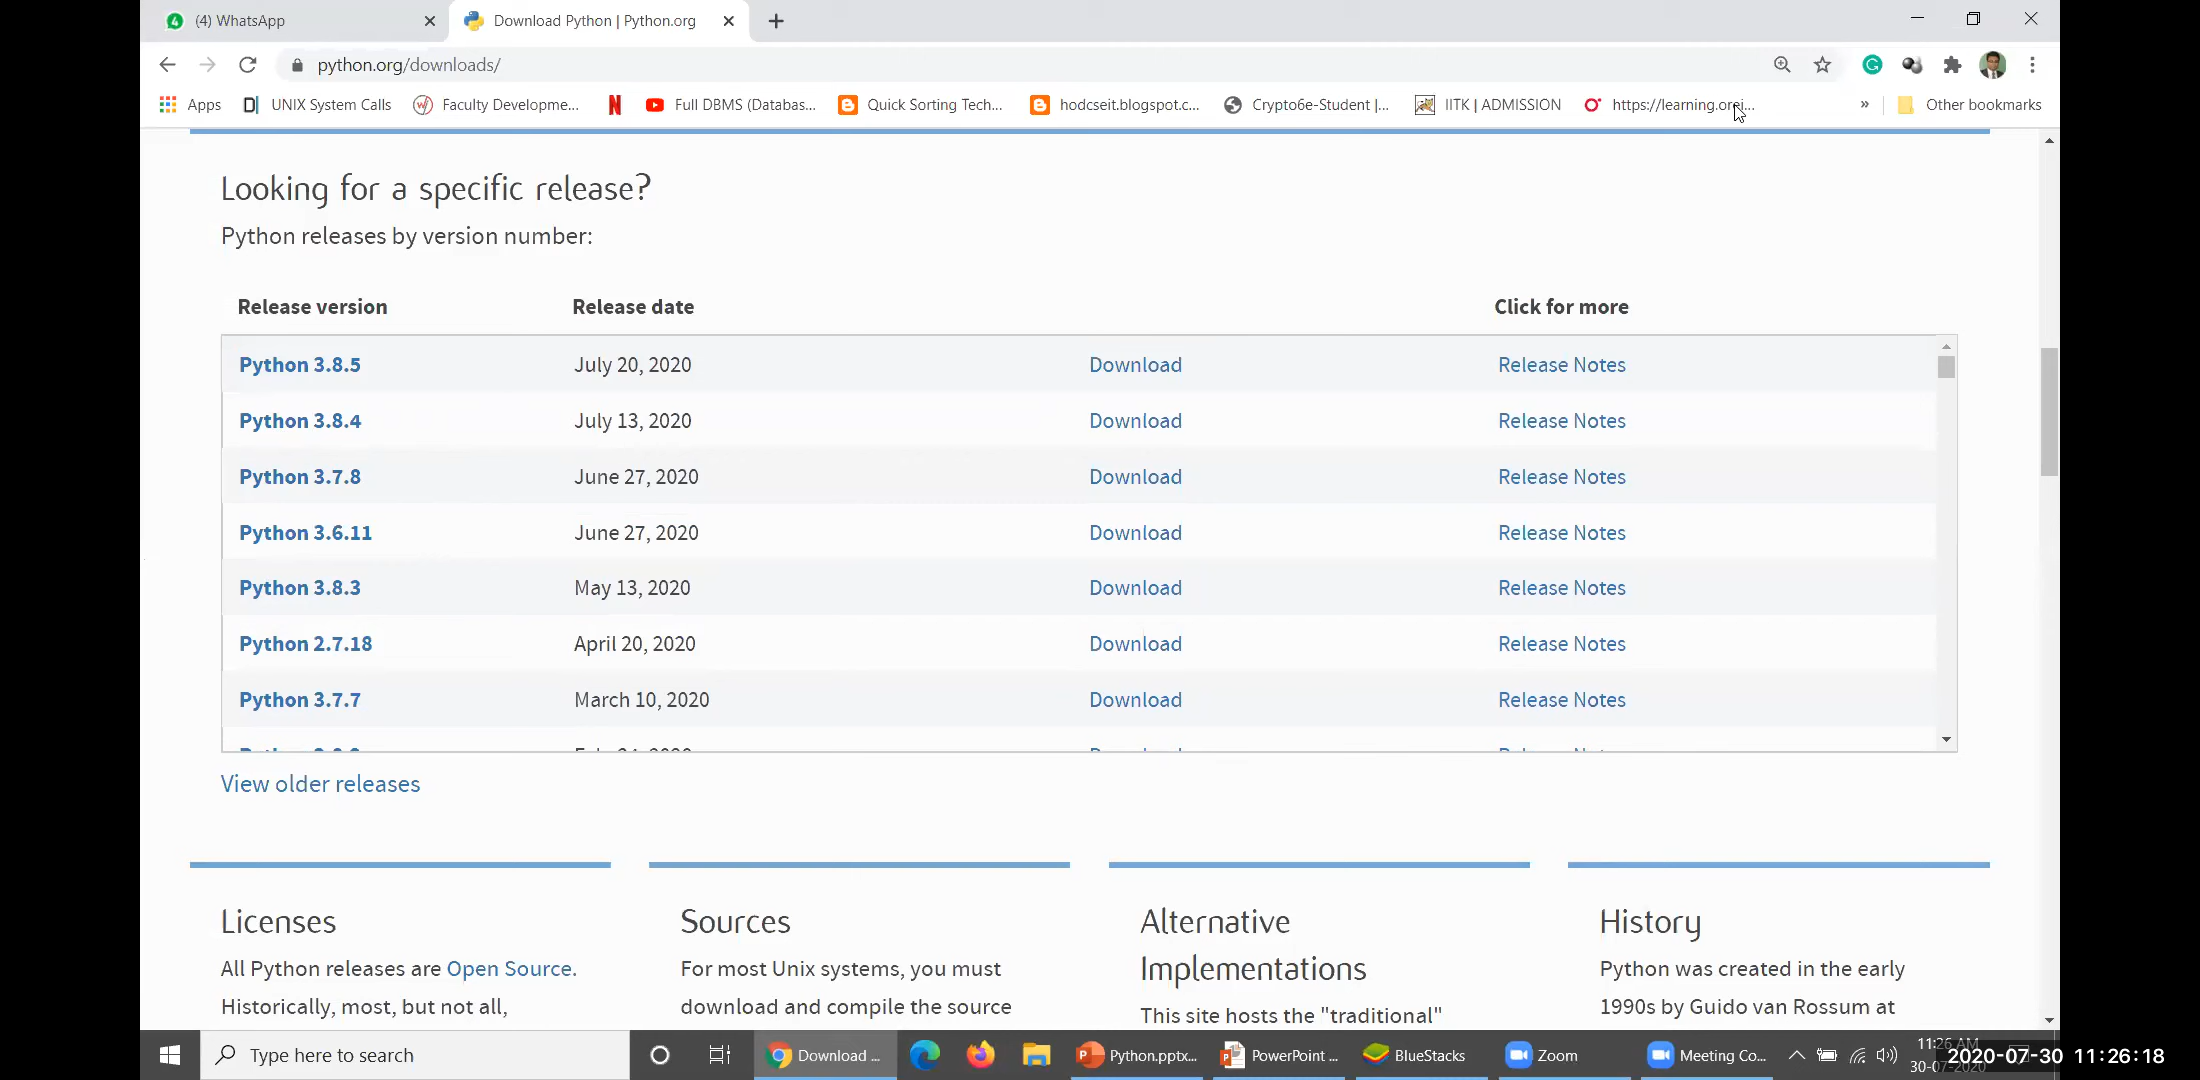 (4) WhatsApp
Download Python | Python.org
python.org/downloads/
Apps
UNIX System Calls
Faculty Developme...
Full DBMS (Databas...
Quick Sorting Tech...
hodcseit.blogspot.c...
Crypto6e-Student |...
IITK | ADMISSION
https://learning.orei...
»
Other bookmarks
Looking for a specific release?
Python releases by version number:
Release version Release date Click for more
Python 3.8.5 July 20, 2020 Download Release Notes
Python 3.8.4 July 13, 2020 Download Release Notes
Python 3.7.8 June 27, 2020 Download Release Notes
Python 3.6.11 June 27, 2020 Download Release Notes
Python 3.8.3 May 13, 2020 Download Release Notes
Python 2.7.18 April 20, 2020 Download Release Notes
Python 3.7.7 March 10, 2020 Download Release Notes
View older releases
Licenses
All Python releases are Open Source.
Historically, most, but not all,
Sources
For most Unix systems, you must
download and compile the source
Alternative
Implementations
This site hosts the "traditional"
History
Python was created in the early
1990s by Guido van Rossum at
Type here to search
Download ...
Python.pptx...
PowerPoint ...
BlueStacks
Zoom
Meeting Co...
11:26 AM
30-07-2020
2020-07-30 11:26:18